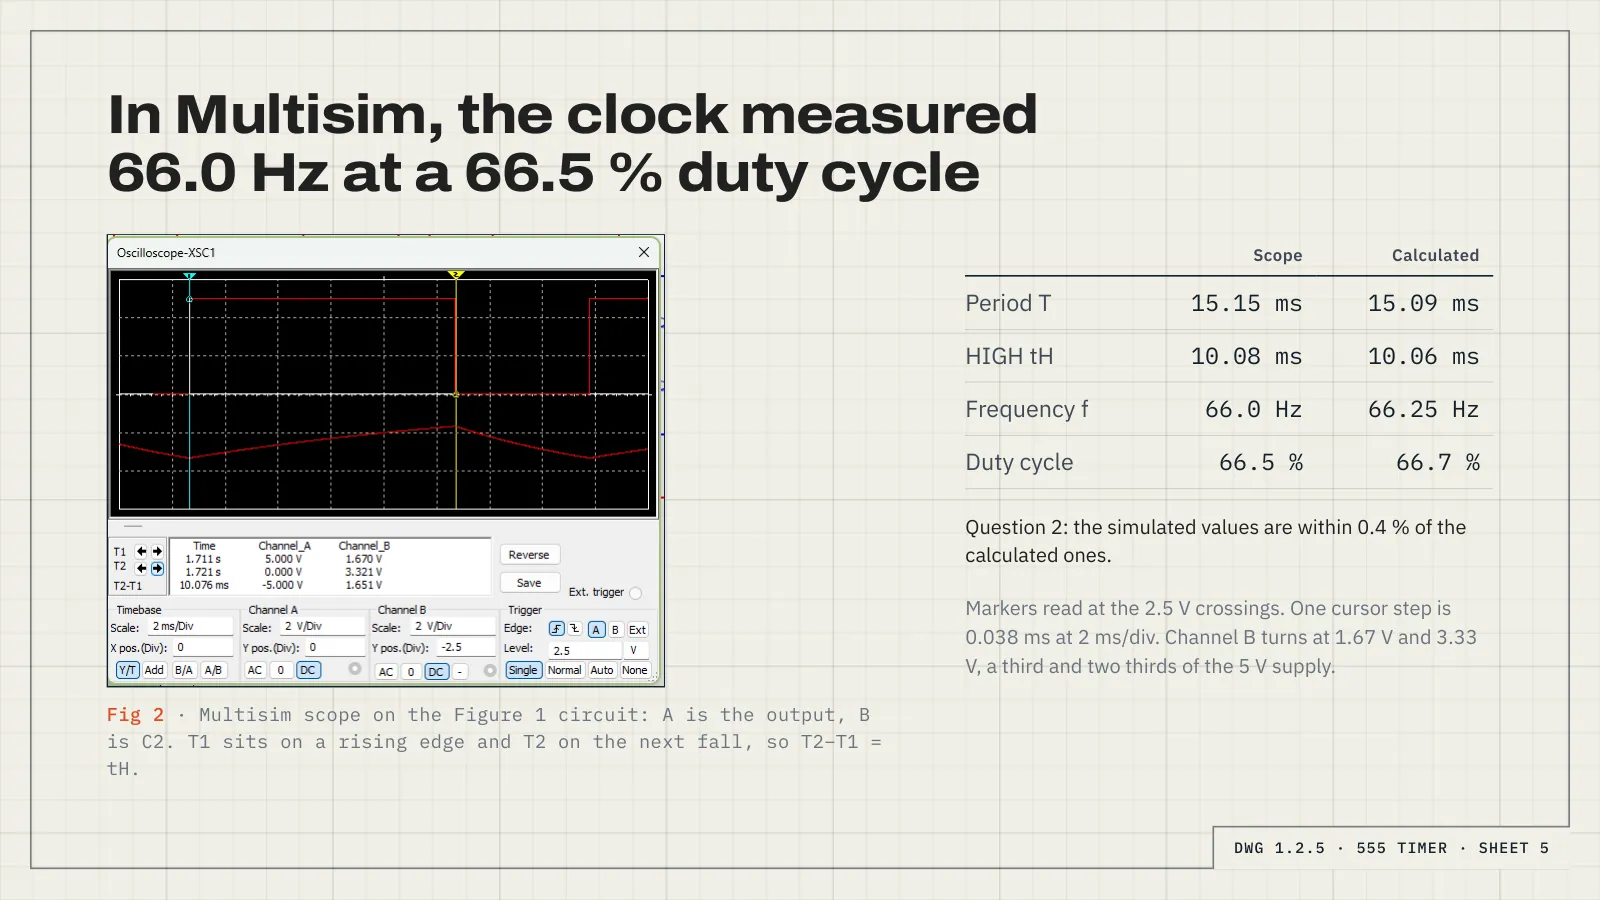 In Multisim, the clock measured
66.0 Hz at a 66.5 % duty cycle
Oscilloscope-XSC1
1
2
T1
T2
T2-T1
Time Channel_A Channel_B
1.711 s 5.000 V 1.670 V
1.721 s 0.000 V 3.321 V
10.076 ms -5.000 V 1.651 V
Reverse
Save
Ext. trigger
Timebase
Scale: 2 ms/Div
X pos.(Div): 0
Y/T Add B/A A/B
Channel A
Scale: 2 V/Div
Y pos.(Div): 0
AC 0 DC
Channel B
Scale: 2 V/Div
Y pos.(Div): -2.5
AC 0 DC -
Trigger
Edge: A B Ext
Level: 2.5 V
Single Normal Auto None
Fig 2 · Multisim scope on the Figure 1 circuit: A is the output, B
is C2. T1 sits on a rising edge and T2 on the next fall, so T2−T1 =
tH.
Scope Calculated
Period T 15.15 ms 15.09 ms
HIGH tH 10.08 ms 10.06 ms
Frequency f 66.0 Hz 66.25 Hz
Duty cycle 66.5 % 66.7 %
Question 2: the simulated values are within 0.4 % of the
calculated ones.
Markers read at the 2.5 V crossings. One cursor step is
0.038 ms at 2 ms/div. Channel B turns at 1.67 V and 3.33
V, a third and two thirds of the 5 V supply.
DWG 1.2.5 · 555 TIMER · SHEET 5